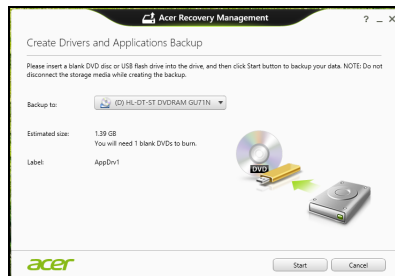 Acer Recovery Management
? _ X
Create Drivers and Applications Backup
Please insert a blank DVD disc or USB flash drive into the drive, and then click Start button to backup your data. NOTE: Do not
disconnect the storage media while creating the backup.
Backup to: (D) HL-DT-ST DVDRAM GU71N
Estimated size: 1.39 GB
You will need 1 blank DVDs to burn.
Label: AppDrv1
DVD
acer
Start Cancel